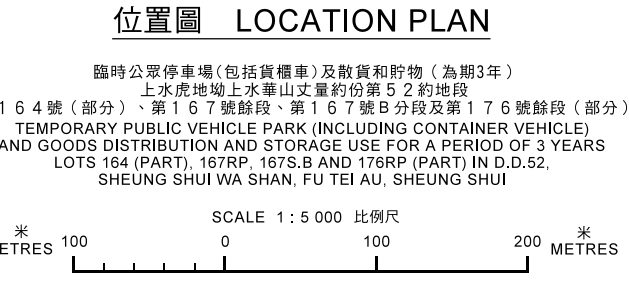 位置圖 LOCATION PLAN
臨時公眾停車場(包括貨櫃車)及散貨和貯物（為期3年）
上水虎地坳上水華山丈量約份第５２約地段
１６４號（部分）、第１６７號餘段、第１６７號Ｂ分段及第１７６號餘段（部分）
TEMPORARY PUBLIC VEHICLE PARK (INCLUDING CONTAINER VEHICLE)
AND GOODS DISTRIBUTION AND STORAGE USE FOR A PERIOD OF 3 YEARS
LOTS 164 (PART), 167RP, 167S.B AND 176RP (PART) IN D.D.52,
SHEUNG SHUI WA SHAN, FU TEI AU, SHEUNG SHUI
SCALE 1 : 5 000 比例尺
米 米
ETRES 100 0 100 200 METRES